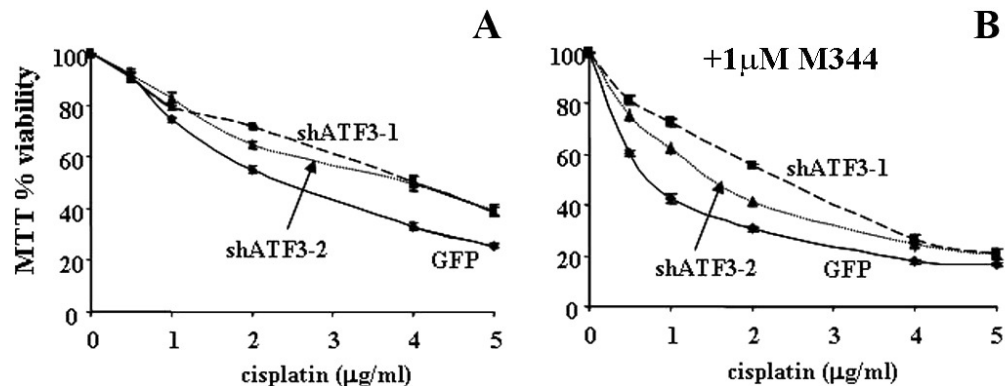 A
MTT % viability
100
80
60
40
20
0
shATF3-1
shATF3-2
GFP
0 1 2 3 4 5
cisplatin (μg/ml)
B
+1μM M344
100
80
60
40
20
0
shATF3-1
shATF3-2
GFP
0 1 2 3 4 5
cisplatin (μg/ml)